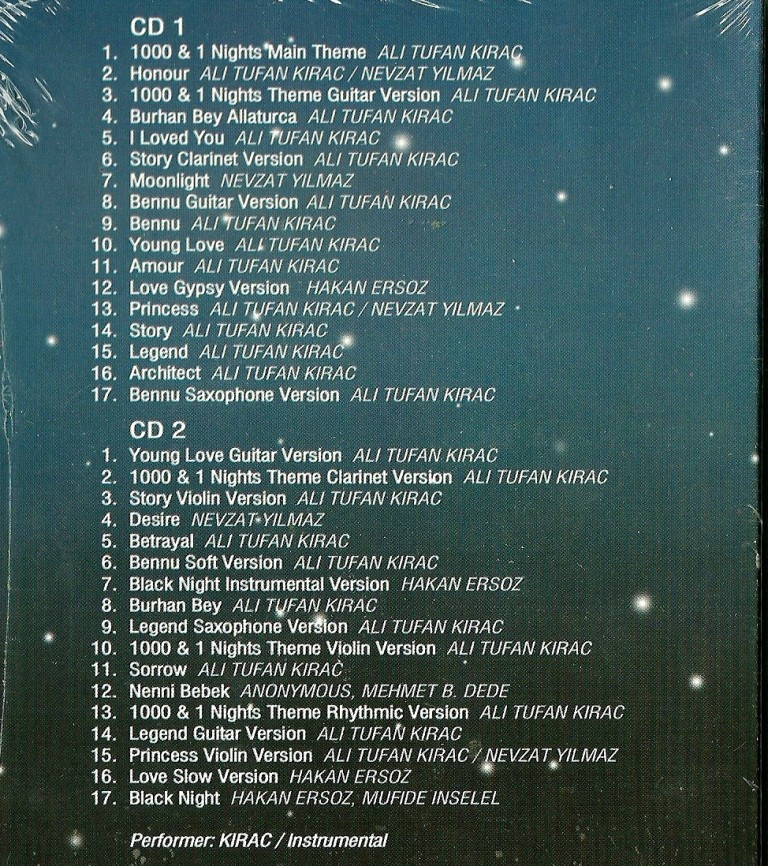 CD 1
1. 1000 & 1 Nights Main Theme ALI TUFAN KIRAC
2. Honour ALI TUFAN KIRAC / NEVZAT YILMAZ
3. 1000 & 1 Nights Theme Guitar Version ALI TUFAN KIRAC
4. Burhan Bey Allaturca ALI TUFAN KIRAC
5. I Loved You ALI TUFAN KIRAC
6. Story Clarinet Version ALI TUFAN KIRAC
7. Moonlight NEVZAT YILMAZ
8. Bennu Guitar Version ALI TUFAN KIRAC
9. Bennu ALI TUFAN KIRAC
10. Young Love ALI TUFAN KIRAC
11. Amour ALI TUFAN KIRAC
12. Love Gypsy Version HAKAN ERSOZ
13. Princess ALI TUFAN KIRAC / NEVZAT YILMAZ
14. Story ALI TUFAN KIRAC
15. Legend ALI TUFAN KIRAC
16. Architect ALI TUFAN KIRAC
17. Bennu Saxophone Version ALI TUFAN KIRAC
CD 2
1. Young Love Guitar Version ALI TUFAN KIRAC
2. 1000 & 1 Nights Theme Clarinet Version ALI TUFAN KIRAC
3. Story Violin Version ALI TUFAN KIRAC
4. Desire NEVZAT YILMAZ
5. Betrayal ALI TUFAN KIRAC
6. Bennu Soft Version ALI TUFAN KIRAC
7. Black Night Instrumental Version HAKAN ERSOZ
8. Burhan Bey ALI TUFAN KIRAC
9. Legend Saxophone Version ALI TUFAN KIRAC
10. 1000 & 1 Nights Theme Violin Version ALI TUFAN KIRAC
11. Sorrow ALI TUFAN KIRAC
12. Nenni Bebek ANONYMOUS, MEHMET B. DEDE
13. 1000 & 1 Nights Theme Rhythmic Version ALI TUFAN KIRAC
14. Legend Guitar Version ALI TUFAN KIRAC
15. Princess Violin Version ALI TUFAN KIRAC / NEVZAT YILMAZ
16. Love Slow Version HAKAN ERSOZ
17. Black Night HAKAN ERSOZ, MUFIDE INSELEL
Performer: KIRAC / Instrumental